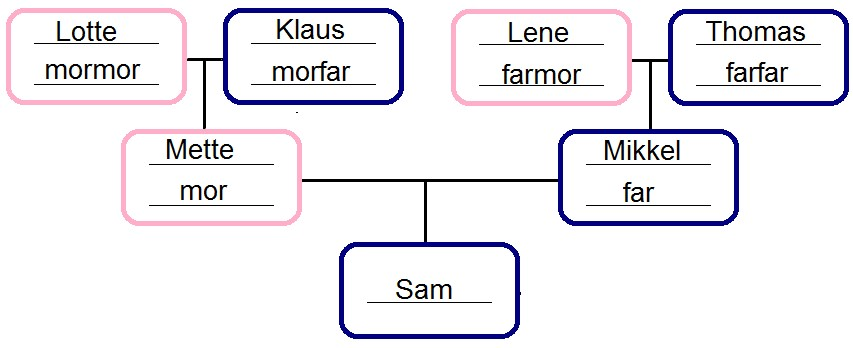 Lotte
mormor
Klaus
morfar
Lene
farmor
Thomas
farfar
Mette
mor
Mikkel
far
Sam